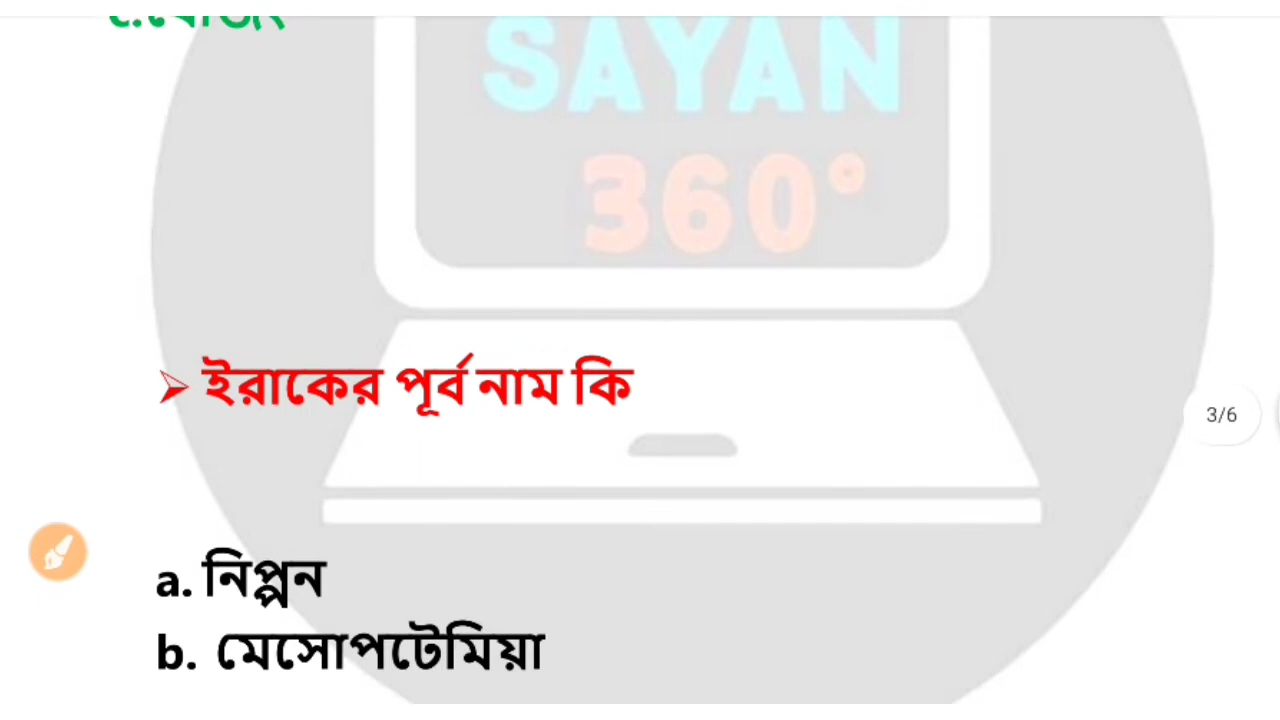 SAYAN
360°
➢ ইরাকের পূর্ব নাম কি
3/6
a. নিপ্পন
b. মেসোপটেমিয়া